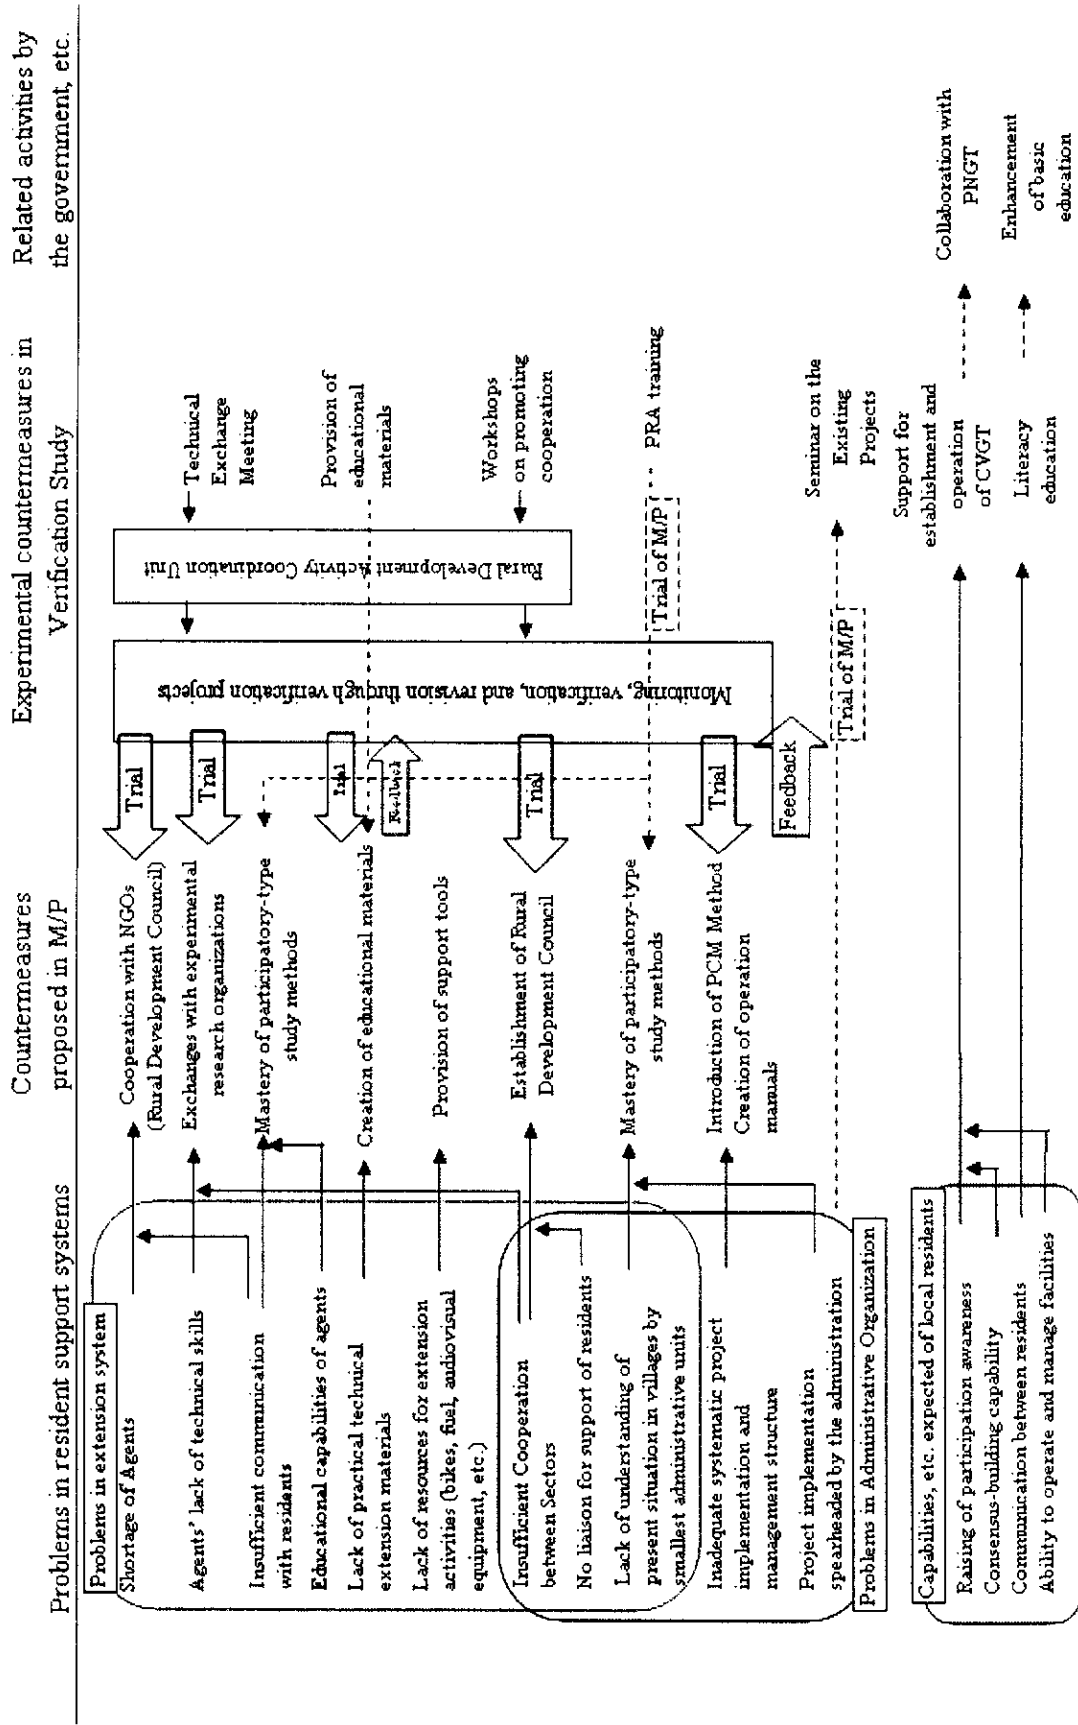 Problems in resident support systems
Countermeasures
proposed in M/P
Experimental countermeasures in
Verification Study
Related activities by
the government, etc.
Problems in extension system
Shortage of Agents
Agents' lack of technical skills
Insufficient communication
with residents
Educational capabilities of agents
Lack of practical technical
extension materials
Lack of resources for extension
activities (bikes, fuel, audiovisual
equipment, etc.)
Insufficient Cooperation
between Sectors
No liaison for support of residents
Lack of understanding of
present situation in villages by
smallest administrative units
Inadequate systematic project
implementation and
management structure
Project implementation
spearheaded by the administration
Problems in Administrative Organization
Capabilities, etc. expected of local residents
Raising of participation awareness
Consensus-building capability
Communication between residents
Ability to operate and manage facilities
Cooperation with NGOs
(Rural Development Council)
Exchanges with experimental
research organizations
Mastery of participatory-type
study methods
Creation of educational materials
Provision of support tools
Establishment of Rural
Development Council
Mastery of participatory-type
study methods
Introduction of PCM Method
Creation of operation
manuals
Trial
Trial
Trial
Feedback
Trial
Trial
Feedback
Monitoring, verification, and revision through verification projects
Rural Development Activity Coordination Unit
Trial of M/P
Trial of M/P
Technical
Exchange
Meeting
Provision of
educational
materials
Workshops
on promoting
cooperation
PRA training
Seminar on the
Existing
Projects
Support for
establishment and
operation
of CVGT
Literacy
education
Collaboration with
PNGT
Enhancement
of basic
education